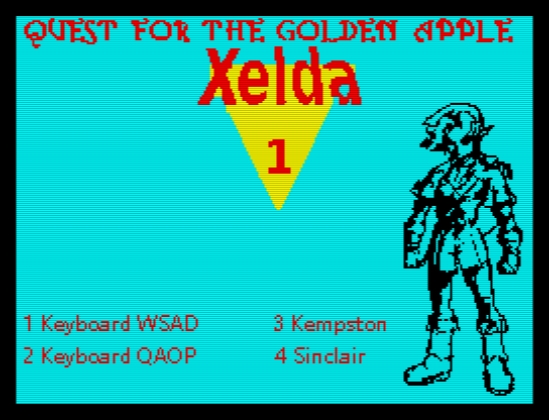 QUEST FOR THE GOLDEN APPLE
Xelda
1
1 Keyboard WSAD
3 Kempston
2 Keyboard QAOP
4 Sinclair